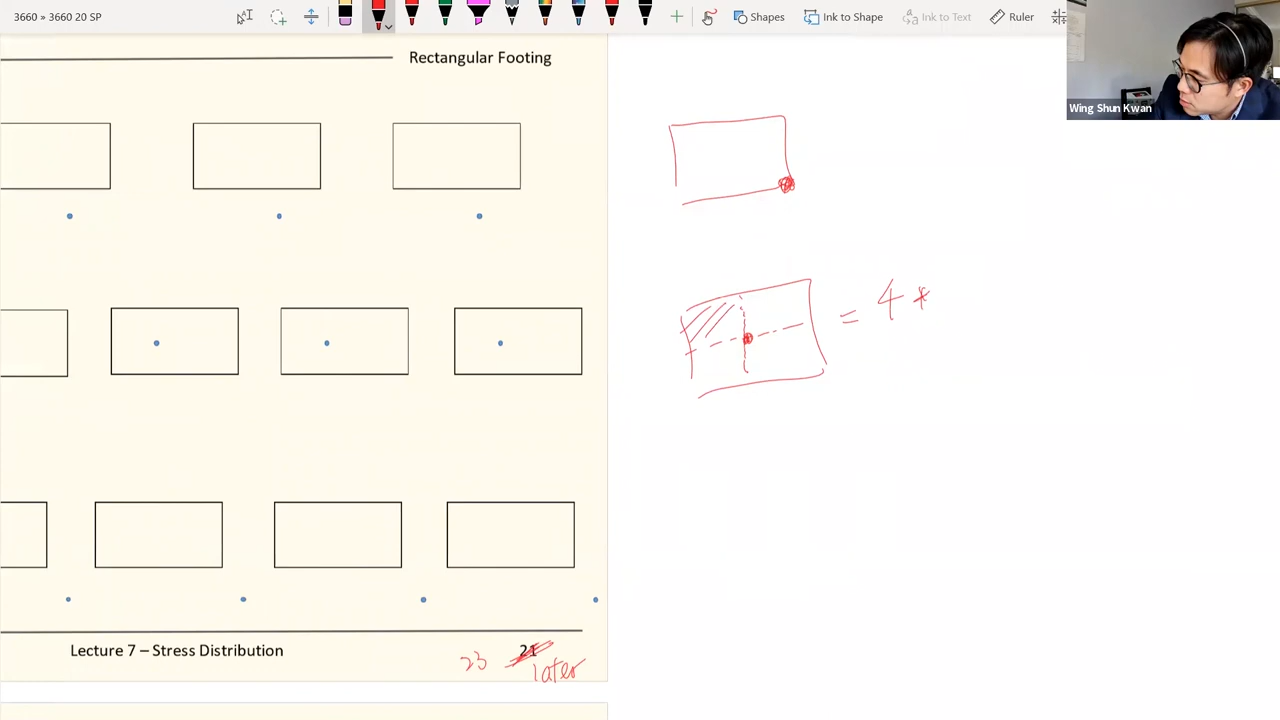 3660 » 3660 20 SP
Shapes
Ink to Shape
Ink to Text
Ruler
Wing Shun Kwan
Rectangular Footing
= 4 *
Lecture 7 – Stress Distribution
21
23
later